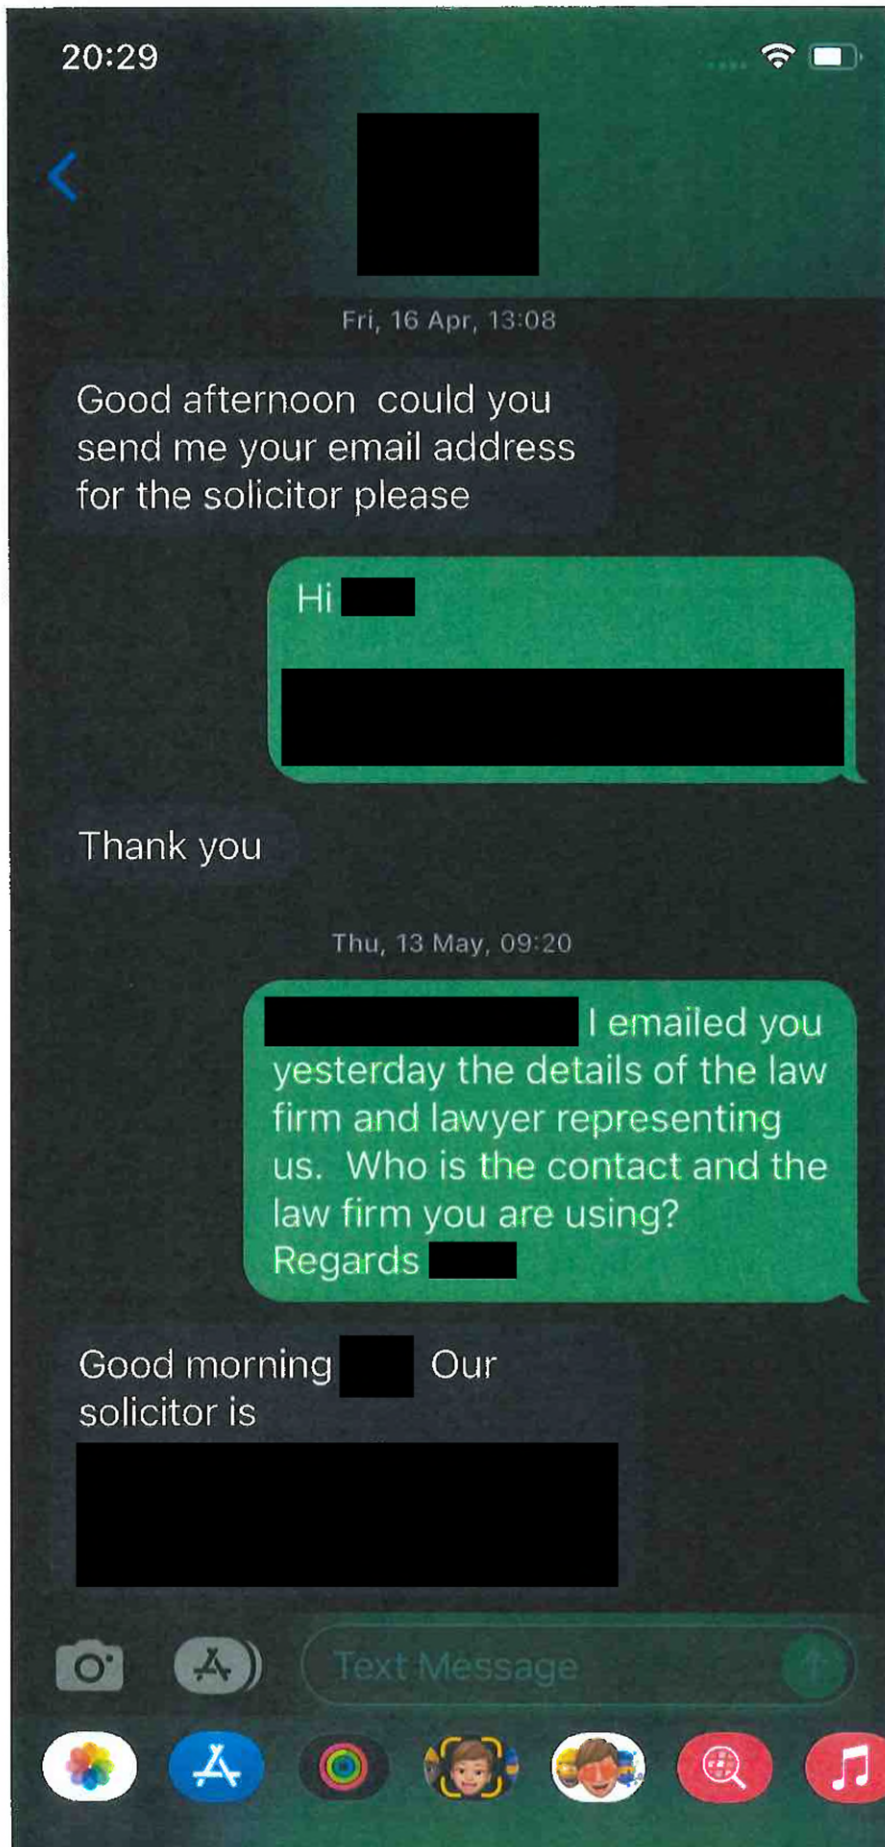 20:29
Fri, 16 Apr, 13:08
Good afternoon  could you
send me your email address
for the solicitor please
Hi
Thank you
Thu, 13 May, 09:20
I emailed you
yesterday the details of the law
firm and lawyer representing
us.  Who is the contact and the
law firm you are using?
Regards
Good morning Our
solicitor is
Text Message